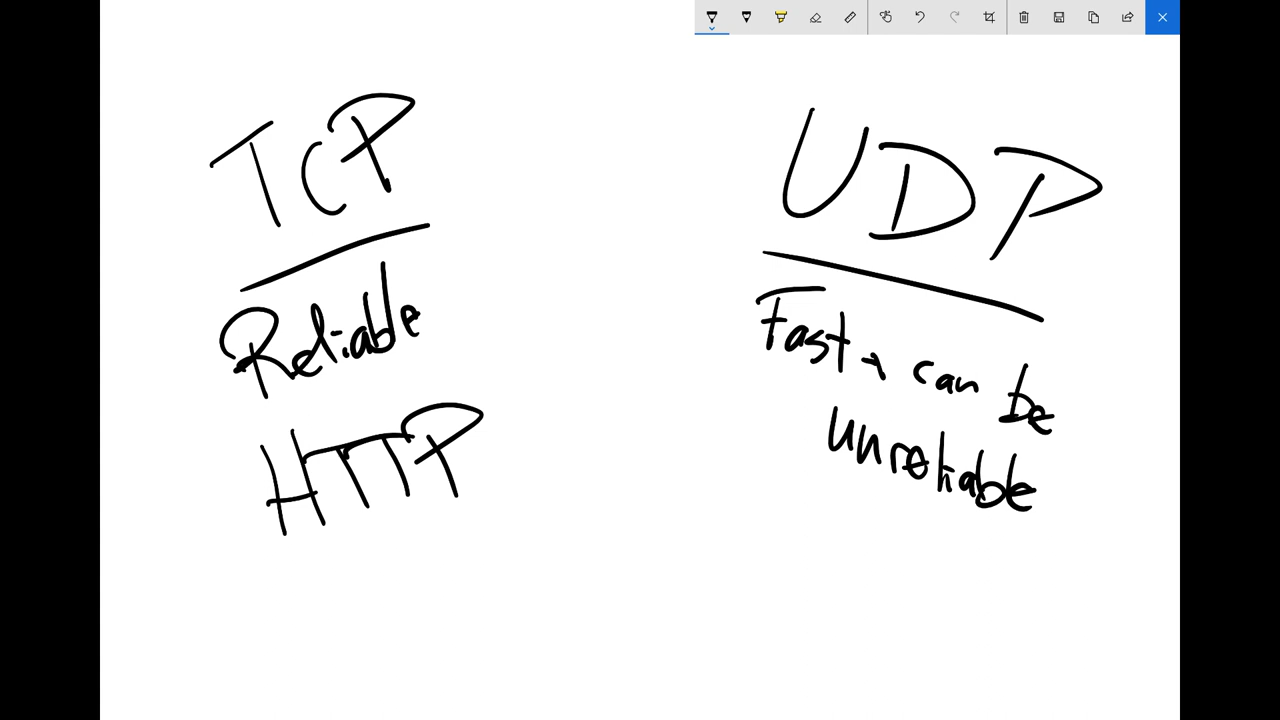 TCP
Reliable
HTTP
UDP
Fast, can be
unreliable